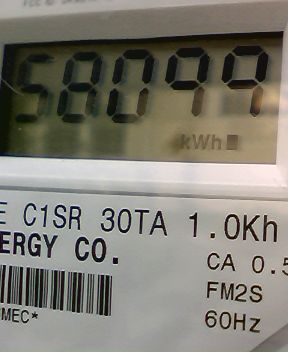 58099
kWh
E C1SR 30TA 1.0Kh
ERGY CO.
CA 0.5
FM2S
MEC*
60Hz